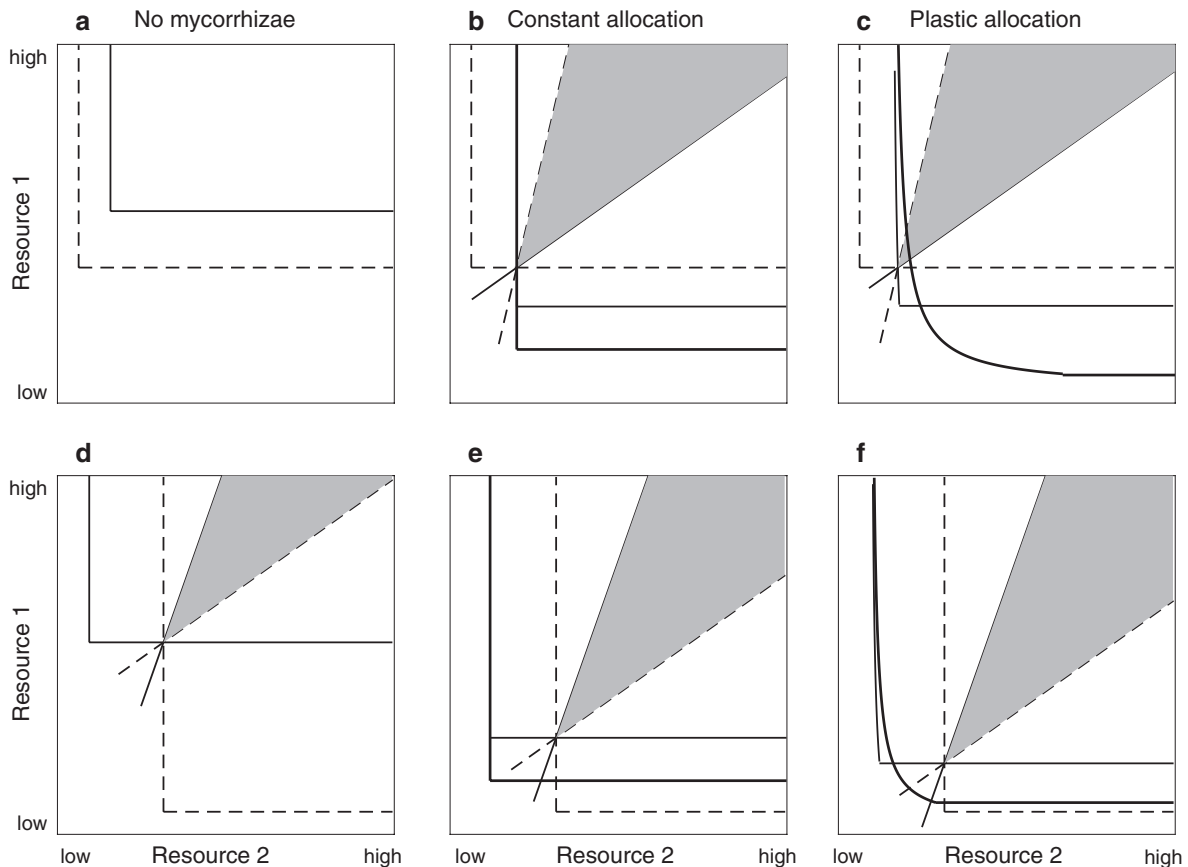 a No mycorrhizae
b Constant allocation
c Plastic allocation
high
Resource 1
low
d
e
f
high
Resource 1
low
low Resource 2 high
low Resource 2 high
low Resource 2 high